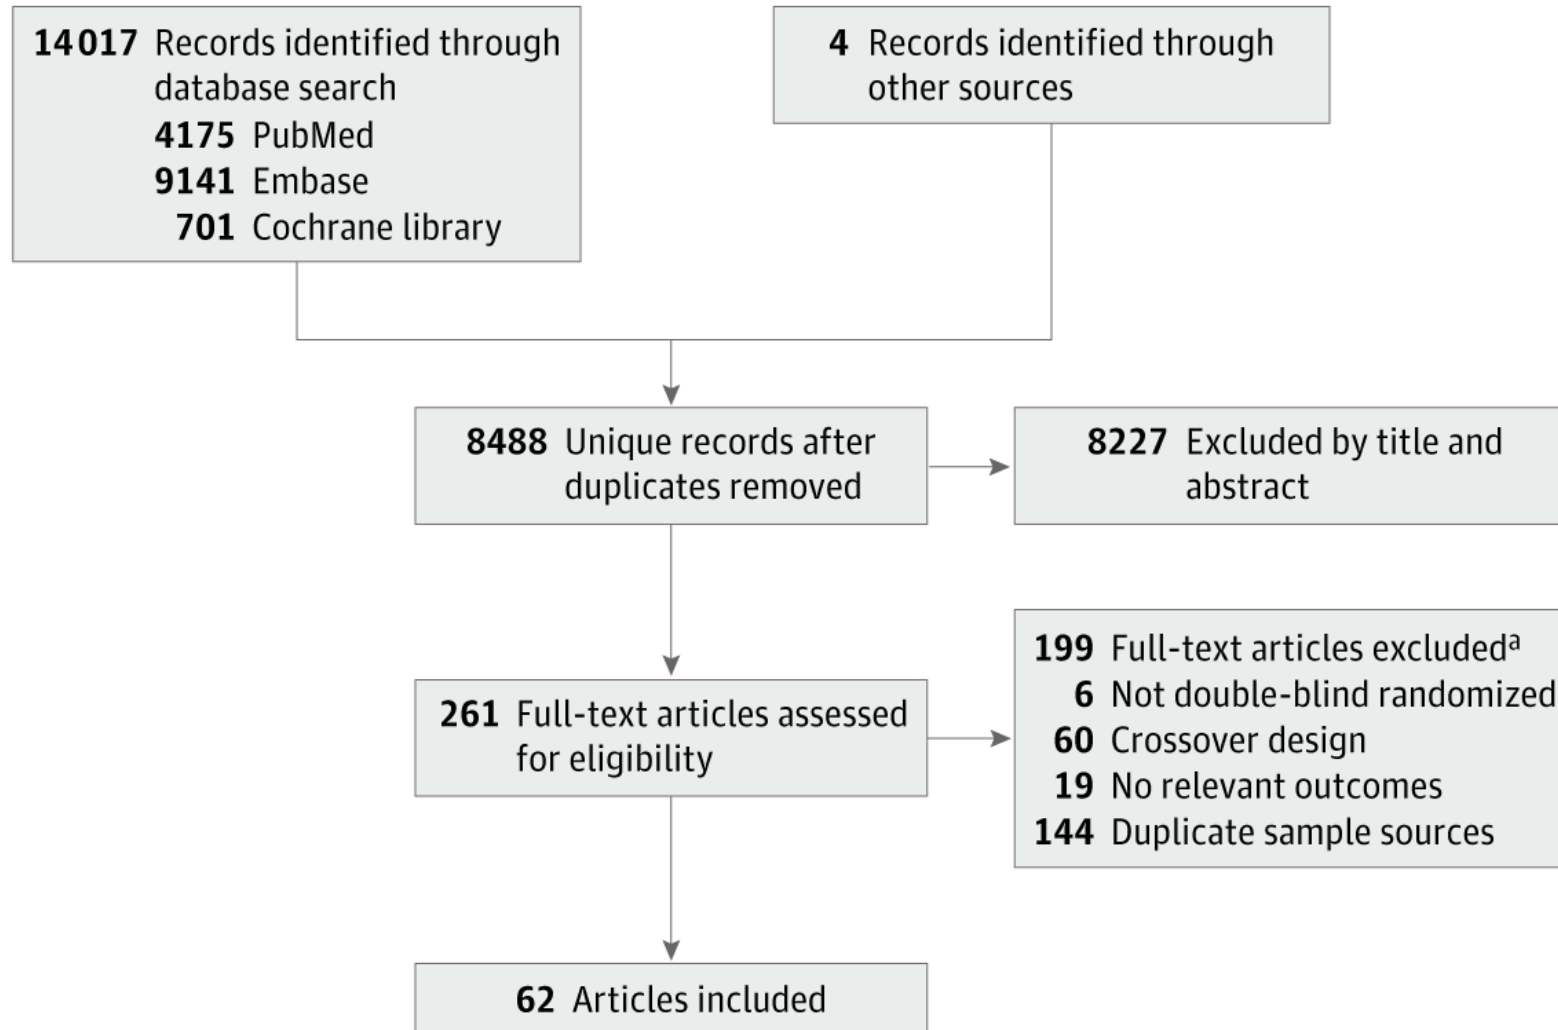 14 017 Records identified through
database search
4175 PubMed
9141 Embase
701 Cochrane library
4 Records identified through
other sources
8488 Unique records after
duplicates removed
8227 Excluded by title and
abstract
261 Full-text articles assessed
for eligibility
199 Full-text articles excludedᵃ
6 Not double-blind randomized
60 Crossover design
19 No relevant outcomes
144 Duplicate sample sources
62 Articles included